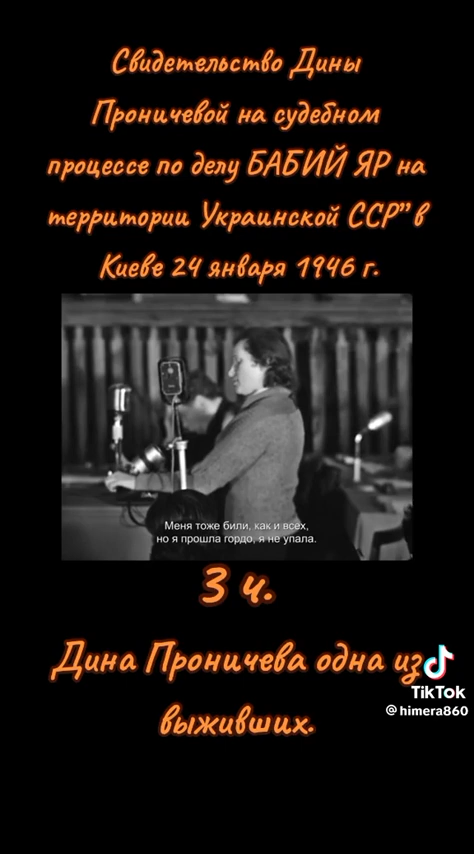 Свидетельство Дины
Проничевой на судебном
процессе по делу БАБИЙ ЯР на
территории Украинской ССР” в
Киеве 24 января 1946 г.
Меня тоже били, как и всех,
но я прошла гордо, я не упала.
3 ч.
Дина Проничева одна из
выживших.
TikTok
@himera860